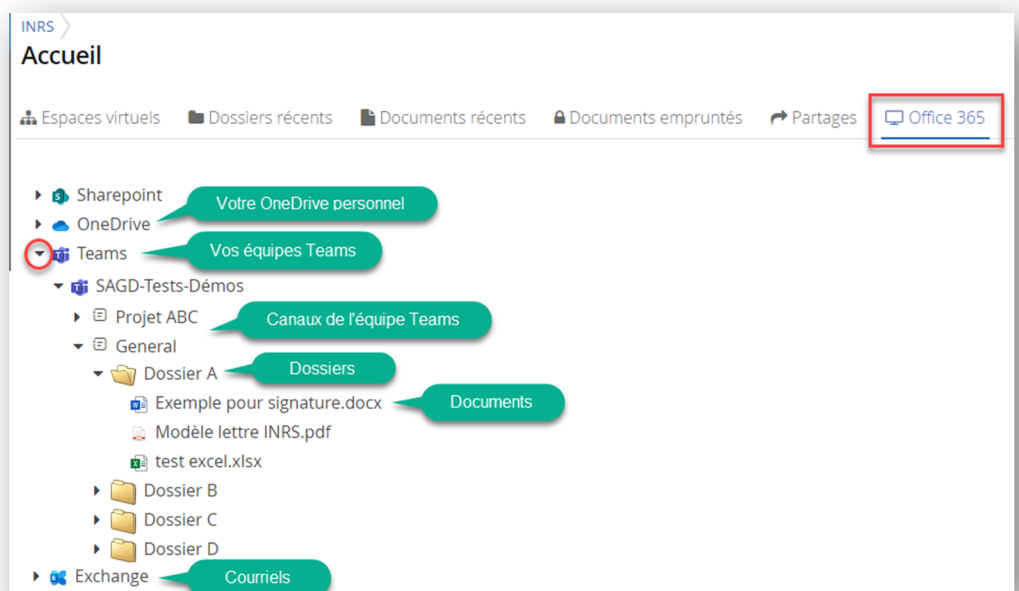 INRS
Accueil
Espaces virtuels Dossiers récents Documents récents Documents empruntés Partages Office 365
Sharepoint
Votre OneDrive personnel
OneDrive
Vos équipes Teams
Teams
SAGD-Tests-Démos
Projet ABC
Canaux de l'équipe Teams
General
Dossier A
Dossiers
Exemple pour signature.docx
Documents
Modèle lettre INRS.pdf
test excel.xlsx
Dossier B
Dossier C
Dossier D
Exchange
Courriels